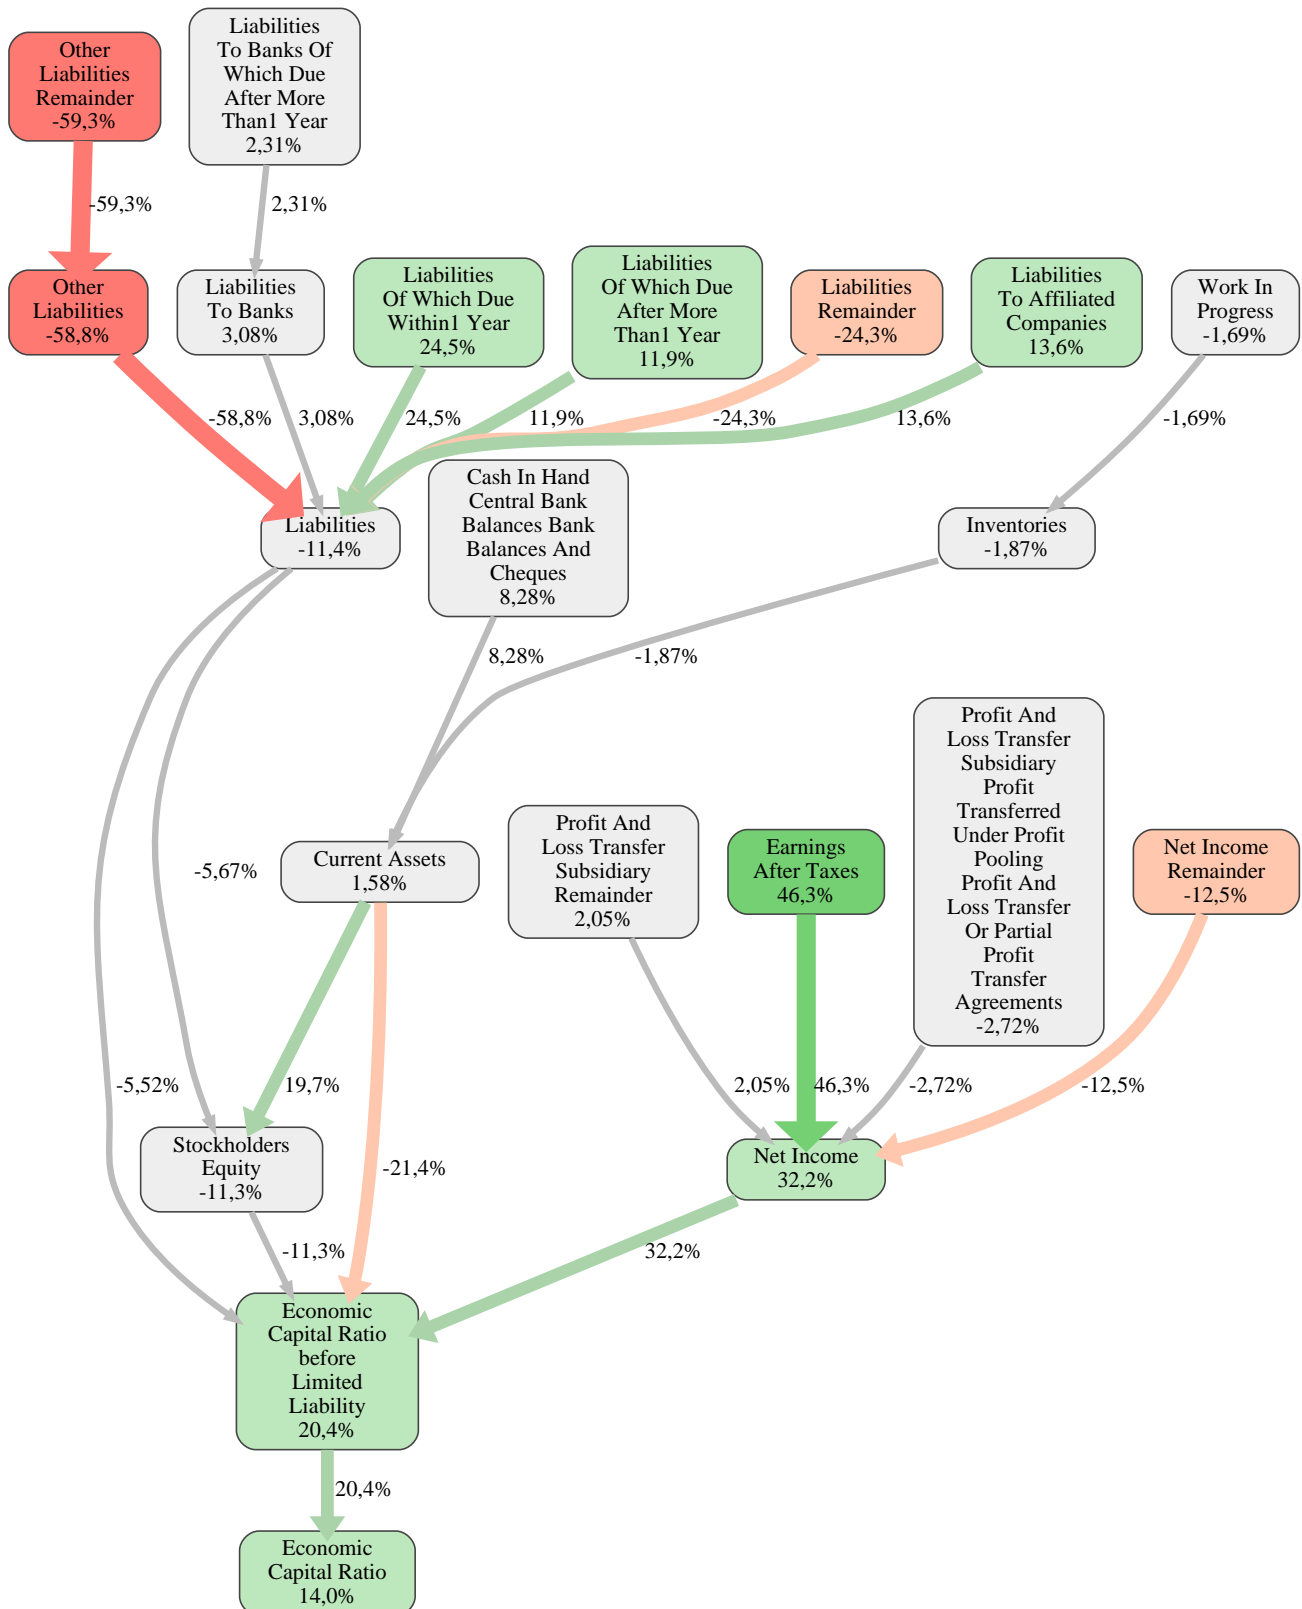 Other
Liabilities
Remainder
-59,3%
Liabilities
To Banks Of
Which Due
After More
Than1 Year
2,31%
-59,3%
2,31%
Other
Liabilities
-58,8%
Liabilities
To Banks
3,08%
Liabilities
Of Which Due
Within1 Year
24,5%
Liabilities
Of Which Due
After More
Than1 Year
11,9%
Liabilities
Remainder
-24,3%
Liabilities
To Affiliated
Companies
13,6%
Work In
Progress
-1,69%
-58,8%
3,08%
24,5%
11,9%
-24,3%
13,6%
-1,69%
Liabilities
-11,4%
Cash In Hand
Central Bank
Balances Bank
Balances And
Cheques
8,28%
Inventories
-1,87%
8,28%
-1,87%
-5,67%
Current Assets
1,58%
Profit And
Loss Transfer
Subsidiary
Remainder
2,05%
Earnings
After Taxes
46,3%
Profit And
Loss Transfer
Subsidiary
Profit
Transferred
Under Profit
Pooling
Profit And
Loss Transfer
Or Partial
Profit
Transfer
Agreements
-2,72%
Net Income
Remainder
-12,5%
-5,52%
19,7%
2,05%
46,3%
-2,72%
-12,5%
Stockholders
Equity
-11,3%
-21,4%
Net Income
32,2%
-11,3%
32,2%
Economic
Capital Ratio
before
Limited
Liability
20,4%
20,4%
Economic
Capital Ratio
14,0%